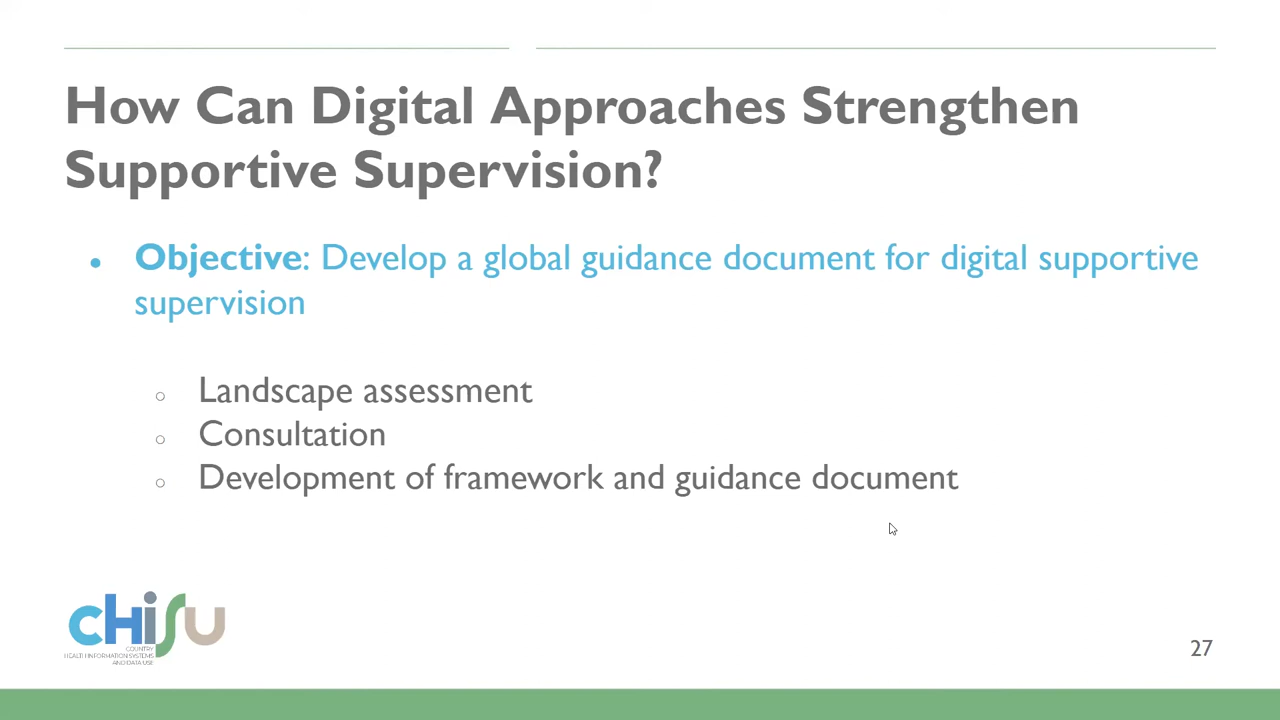 How Can Digital Approaches Strengthen
Supportive Supervision?
• Objective: Develop a global guidance document for digital supportive
supervision
○ Landscape assessment
○ Consultation
○ Development of framework and guidance document
CHISU
COUNTRY
HEALTH INFORMATION SYSTEMS
AND DATA USE
27